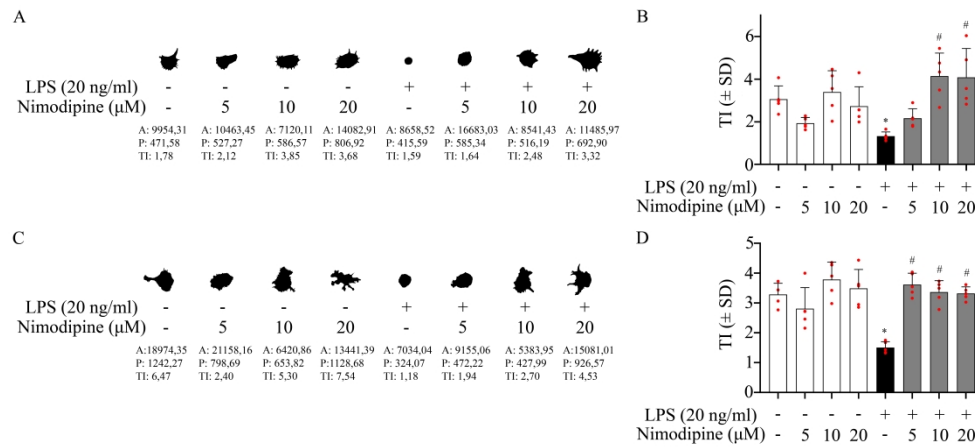 A
LPS (20 ng/ml) - - - - + + + +
Nimodipine (μM) - 5 10 20 - 5 10 20
A: 9954,31 A: 10463,45 A: 7120,11 A: 14082,91 A: 8658,52 A: 16683,03 A: 8541,43 A: 11485,97
P: 471,58 P: 527,27 P: 586,57 P: 806,92 P: 415,59 P: 585,34 P: 516,19 P: 692,90
TI: 1,78 TI: 2,12 TI: 3,85 TI: 3,68 TI: 1,59 TI: 1,64 TI: 2,48 TI: 3,32
B
TI (± SD)
6
4
2
0
* # #
LPS (20 ng/ml) - - - - + + + +
Nimodipine (μM) - 5 10 20 - 5 10 20
C
LPS (20 ng/ml) - - - - + + + +
Nimodipine (μM) - 5 10 20 - 5 10 20
A:18974,35 A: 21158,16 A: 6420,86 A: 13441,39 A: 7034,04 A: 9155,06 A: 5383,95 A:15081,01
P: 1242,27 P: 798,69 P: 653,82 P:1128,68 P: 324,07 P: 472,22 P: 427,99 P: 926,57
TI: 6,47 TI: 2,40 TI: 5,30 TI: 7,54 TI: 1,18 TI: 1,94 TI: 2,70 TI: 4,53
D
TI (± SD)
5
4
3
2
1
0
* # # #
LPS (20 ng/ml) - - - - + + + +
Nimodipine (μM) - 5 10 20 - 5 10 20